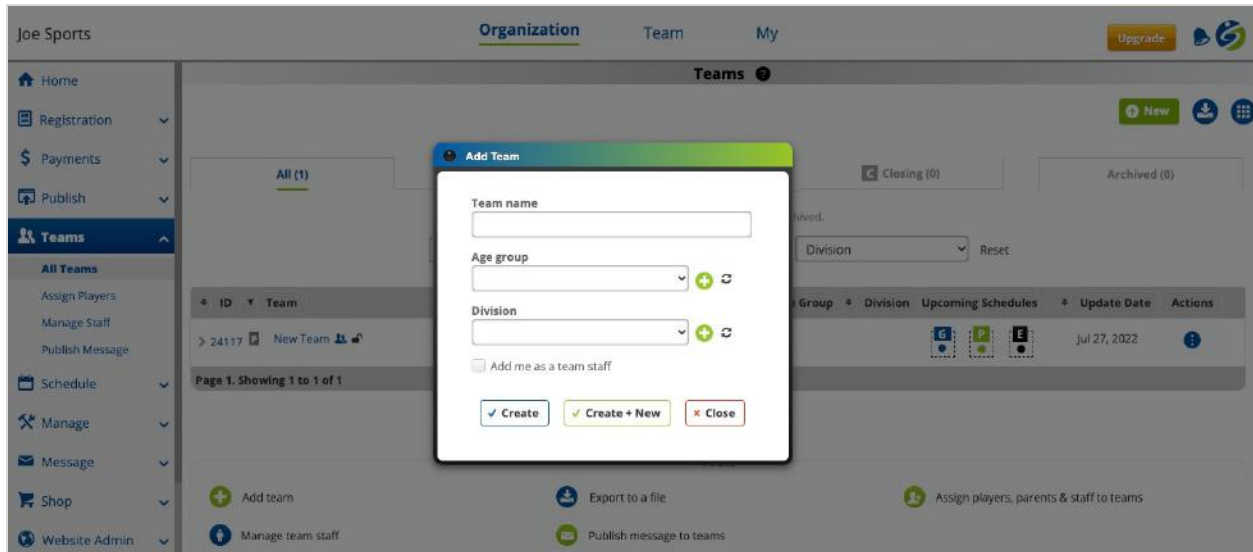 Joe Sports
Organization Team My
Upgrade
Home
Registration
Payments
Publish
Teams
All Teams
Assign Players
Manage Staff
Publish Message
Schedule
Manage
Message
Shop
Website Admin
Teams
New
All (1)
C Closing (0)
Archived (0)
hived.
Division
Reset
ID Team Group Division Upcoming Schedules Update Date Actions
24117 New Team G P E Jul 27, 2022
Page 1. Showing 1 to 1 of 1
Add Team
Team name
Age group
Division
Add me as a team staff
Create Create + New Close
Add team
Export to a file
Assign players, parents & staff to teams
Manage team staff
Publish message to teams